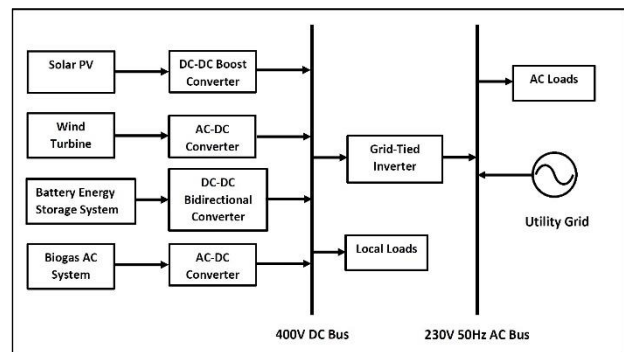 Solar PV
DC-DC Boost
Converter
Wind
Turbine
AC-DC
Converter
Battery Energy
Storage System
DC-DC
Bidirectional
Converter
Biogas AC
System
AC-DC
Converter
Grid-Tied
Inverter
Local Loads
AC Loads
Utility Grid
400V DC Bus
230V 50Hz AC Bus